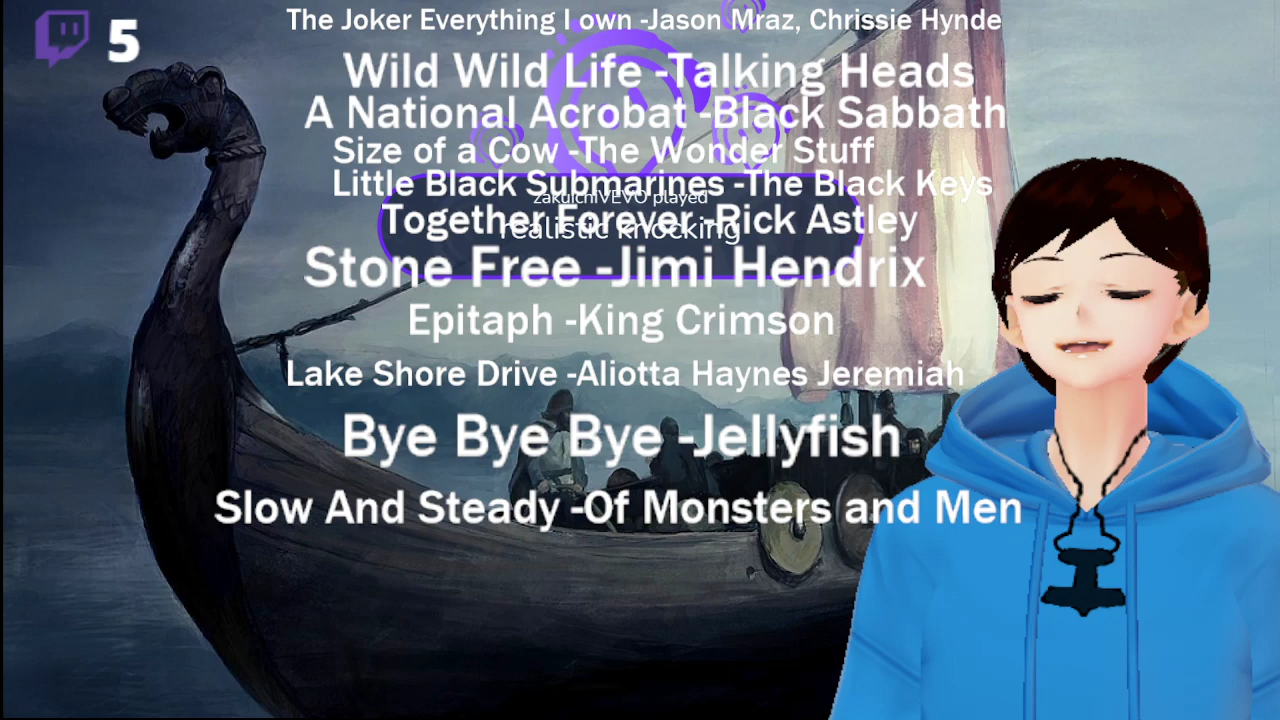 5
The Joker Everything I own -Jason Mraz, Chrissie Hynde
Wild Wild Life -Talking Heads
A National Acrobat -Black Sabbath
Size of a Cow -The Wonder Stuff
Little Black Submarines -The Black Keys
zakuichiVEVO played
Together Forever -Rick Astley
realistic knocking
Stone Free -Jimi Hendrix
Epitaph -King Crimson
Lake Shore Drive -Aliotta Haynes Jeremiah
Bye Bye Bye -Jellyfish
Slow And Steady -Of Monsters and Men